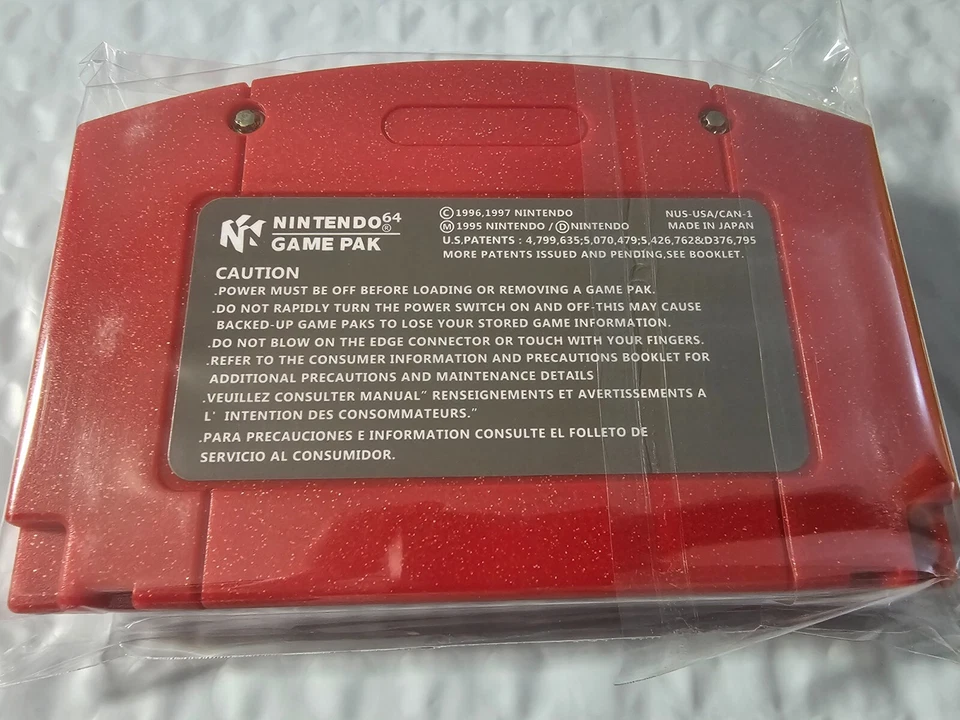 NINTENDO64®
GAME PAK
©1996,1997 NINTENDO
Ⓜ1995 NINTENDO / ⒹNINTENDO
NUS-USA/CAN-1
MADE IN JAPAN
U.S.PATENTS : 4,799,635;5,070,479;5,426,762&D376,795
MORE PATENTS ISSUED AND PENDING,SEE BOOKLET.
CAUTION
.POWER MUST BE OFF BEFORE LOADING OR REMOVING A GAME PAK.
.DO NOT RAPIDLY TURN THE POWER SWITCH ON AND OFF-THIS MAY CAUSE
BACKED-UP GAME PAKS TO LOSE YOUR STORED GAME INFORMATION.
.DO NOT BLOW ON THE EDGE CONNECTOR OR TOUCH WITH YOUR FINGERS.
.REFER TO THE CONSUMER INFORMATION AND PRECAUTIONS BOOKLET FOR
ADDITIONAL PRECAUTIONS AND MAINTENANCE DETAILS
.VEUILLEZ CONSULTER MANUAL" RENSEIGNEMENTS ET AVERTISSEMENTS A
L' INTENTION DES CONSOMMATEURS."
.PARA PRECAUCIONES E INFORMATION CONSULTE EL FOLLETO DE
SERVICIO AL CONSUMIDOR.